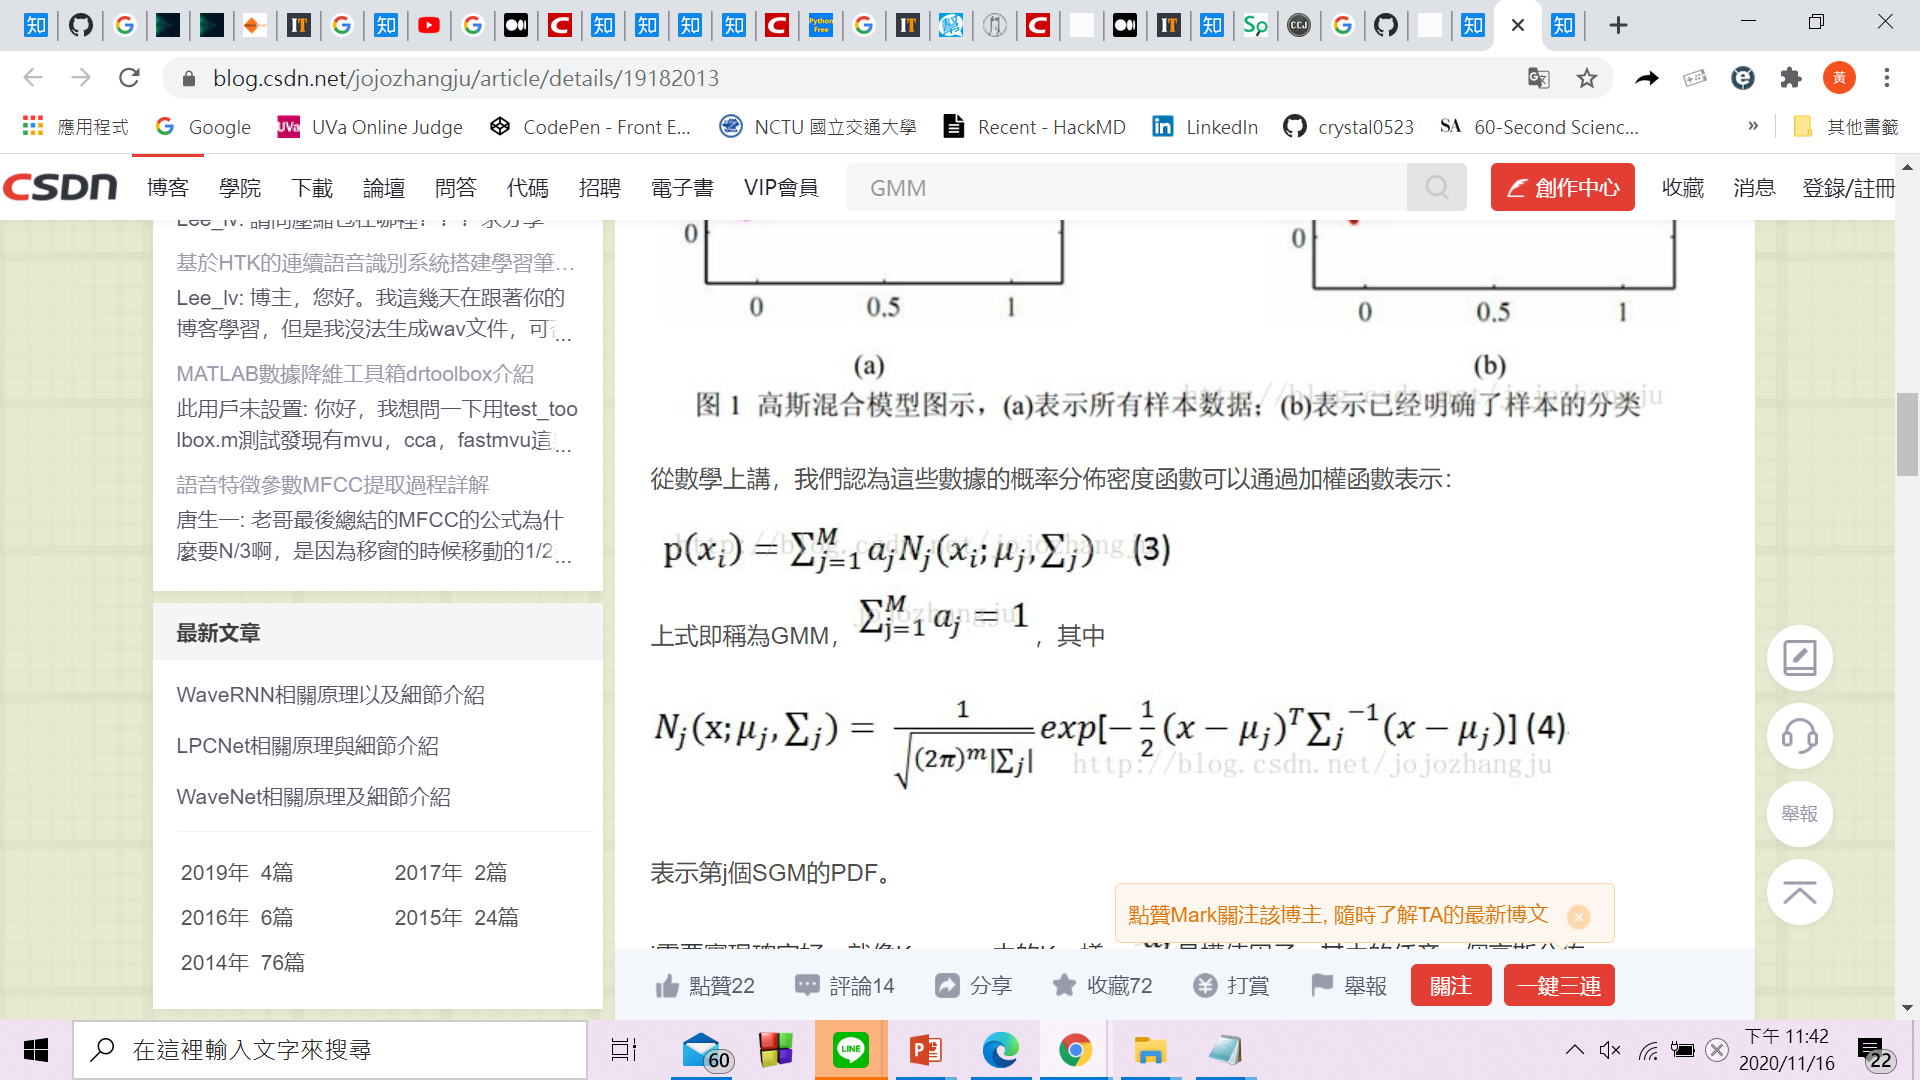 blog.csdn.net/jojozhangju/article/details/19182013
應用程式 Google UVa Online Judge CodePen - Front E... NCTU 國立交通大學 Recent - HackMD LinkedIn crystal0523 SA 60-Second Scienc... » 其他書籤
CSDN 博客 學院 下載 論壇 問答 代碼 招聘 電子書 VIP會員 GMM 創作中心 收藏 消息 登錄/註冊
基於HTK的連續語音識別系統搭建學習筆...
Lee_lv: 博主，您好。我這幾天在跟著你的
博客學習，但是我沒法生成wav文件，可...
MATLAB數據降維工具箱drtoolbox介紹
此用戶未設置: 你好，我想問一下用test_too
lbox.m測試發現有mvu，cca，fastmvu這...
語音特徵參數MFCC提取過程詳解
唐生一: 老哥最後總結的MFCC的公式為什
麼要N/3啊，是因為移窗的時候移動的1/2...
最新文章
WaveRNN相關原理以及細節介紹
LPCNet相關原理與細節介紹
WaveNet相關原理及細節介紹
2019年 4篇 2017年 2篇
2016年 6篇 2015年 24篇
2014年 76篇
0 0
0 0.5 1 0 0.5 1
(a) (b)
http://blog.csdn.net/jojozhangju
图 1 高斯混合模型图示，(a)表示所有样本数据；(b)表示已经明确了样本的分类
從數學上講，我們認為這些數據的概率分佈密度函數可以通過加權函數表示：
http://blog.csdn.net/jojozhangju
p(xᵢ) = ∑ⱼ₌₁ᴹ aⱼNⱼ(xᵢ; μⱼ, ∑ⱼ) (3)
jojozhangju
上式即稱為GMM， ∑ⱼ₌₁ᴹ aⱼ = 1 ，其中
Nⱼ(x; μⱼ, ∑ⱼ) = 1/√((2π)ᵐ|∑ⱼ|) exp[−1/2 (x − μⱼ)ᵀ∑ⱼ⁻¹(x − μⱼ)] (4)
http://blog.csdn.net/jojozhangju
表示第j個SGM的PDF。
點贊Mark關注該博主, 隨時了解TA的最新博文
點贊22 評論14 分享 收藏72 打賞 舉報 關注 一鍵三連
舉報
在這裡輸入文字來搜尋
60
LINE
下午 11:42
2020/11/16
22